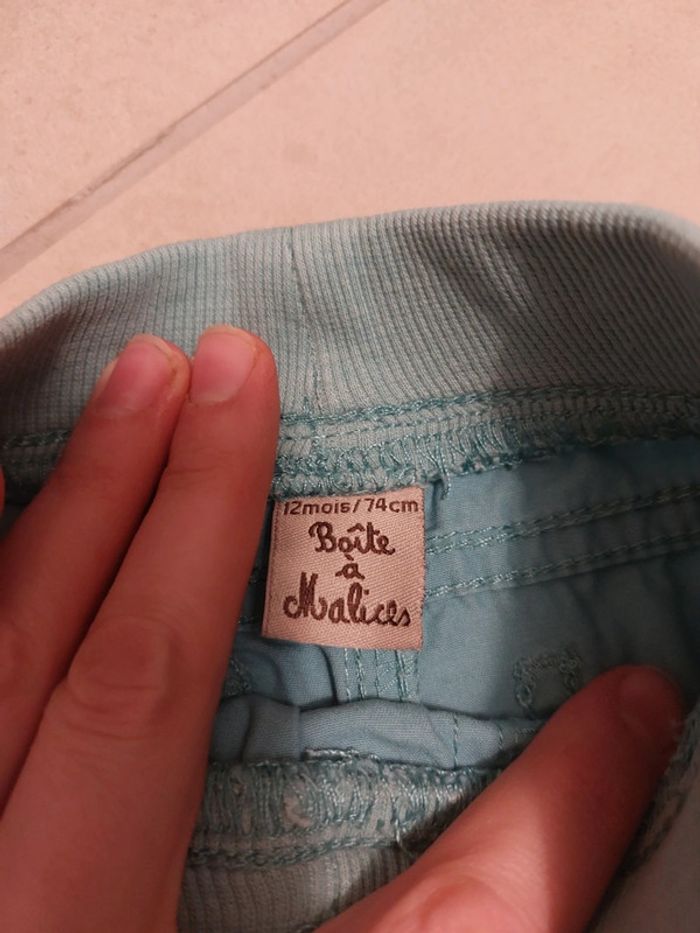 12mois/74cm
Boîte
à
Malices